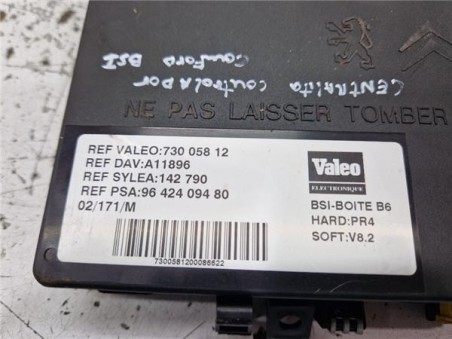 CENTRALITA
CONTROLADOR
Conford BSI
NE PAS LAISSER TOMBER
REF VALEO:730 058 12
REF DAV:A11896
REF SYLEA:142 790
REF PSA:96 424 094 80
02/171/M
7300581200086622
Valeo
ELECTRONIQUE
BSI-BOITE B6
HARD:PR4
SOFT:V8.2